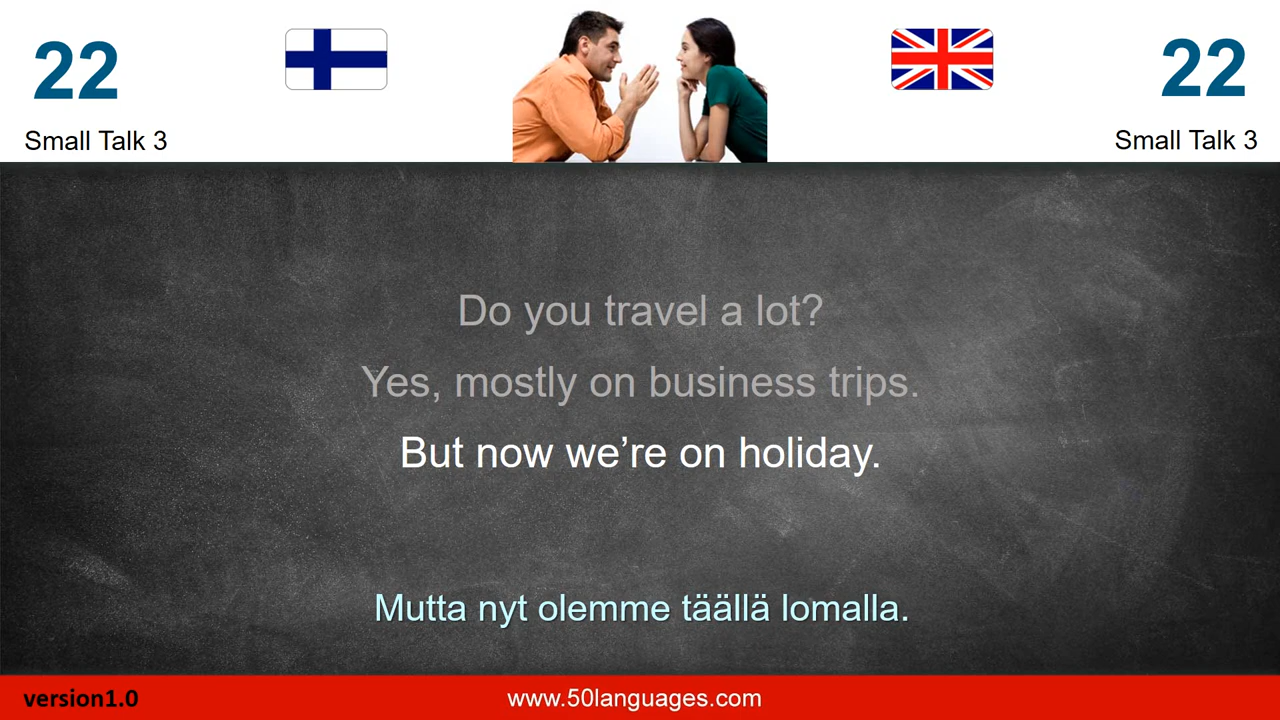 22
22
Small Talk 3
Small Talk 3
Do you travel a lot?
Yes, mostly on business trips.
But now we’re on holiday.
Mutta nyt olemme täällä lomalla.
version1.0
www.50languages.com